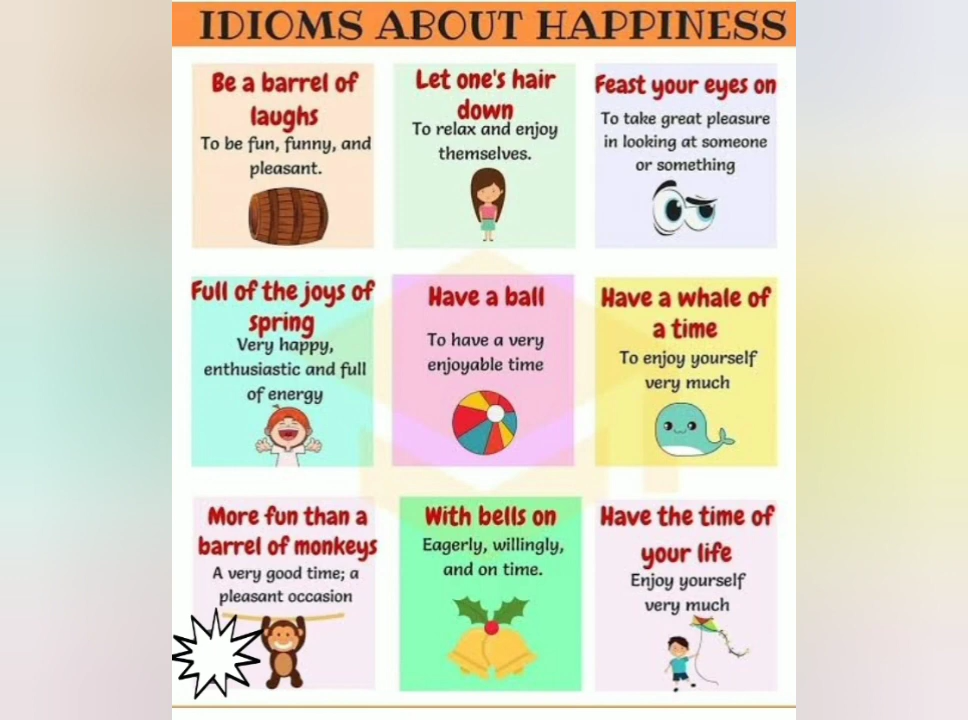 IDIOMS ABOUT HAPPINESS
Be a barrel of
laughs
To be fun, funny, and
pleasant.
Let one's hair
down
To relax and enjoy
themselves.
Feast your eyes on
To take great pleasure
in looking at someone
or something
Full of the joys of
spring
Very happy,
enthusiastic and full
of energy
Have a ball
To have a very
enjoyable time
Have a whale of
a time
To enjoy yourself
very much
More fun than a
barrel of monkeys
A very good time; a
pleasant occasion
With bells on
Eagerly, willingly,
and on time.
Have the time of
your life
Enjoy yourself
very much